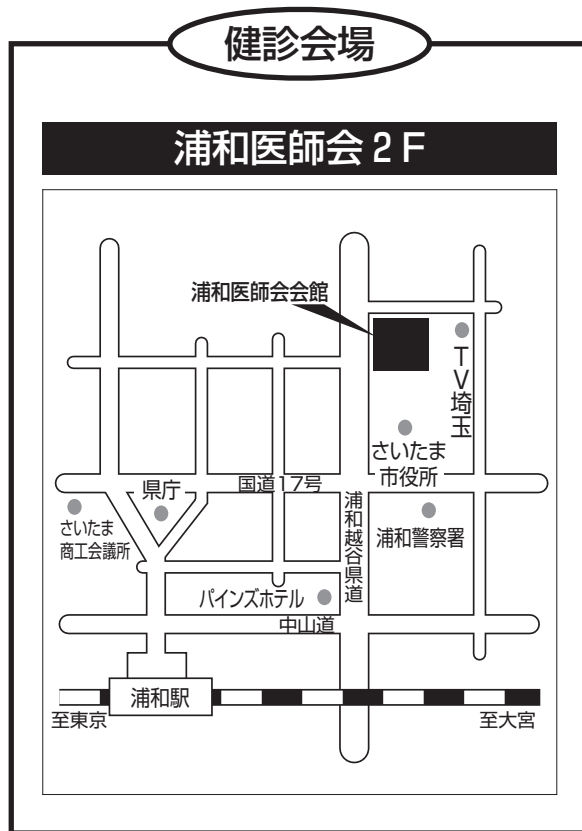 健診会場
浦和医師会２Ｆ
浦和医師会会館
ＴＶ埼玉
さいたま
市役所
国道17号
県庁
さいたま
商工会議所
浦和越谷県道
浦和警察署
パインズホテル
中山道
浦和駅
至東京
至大宮